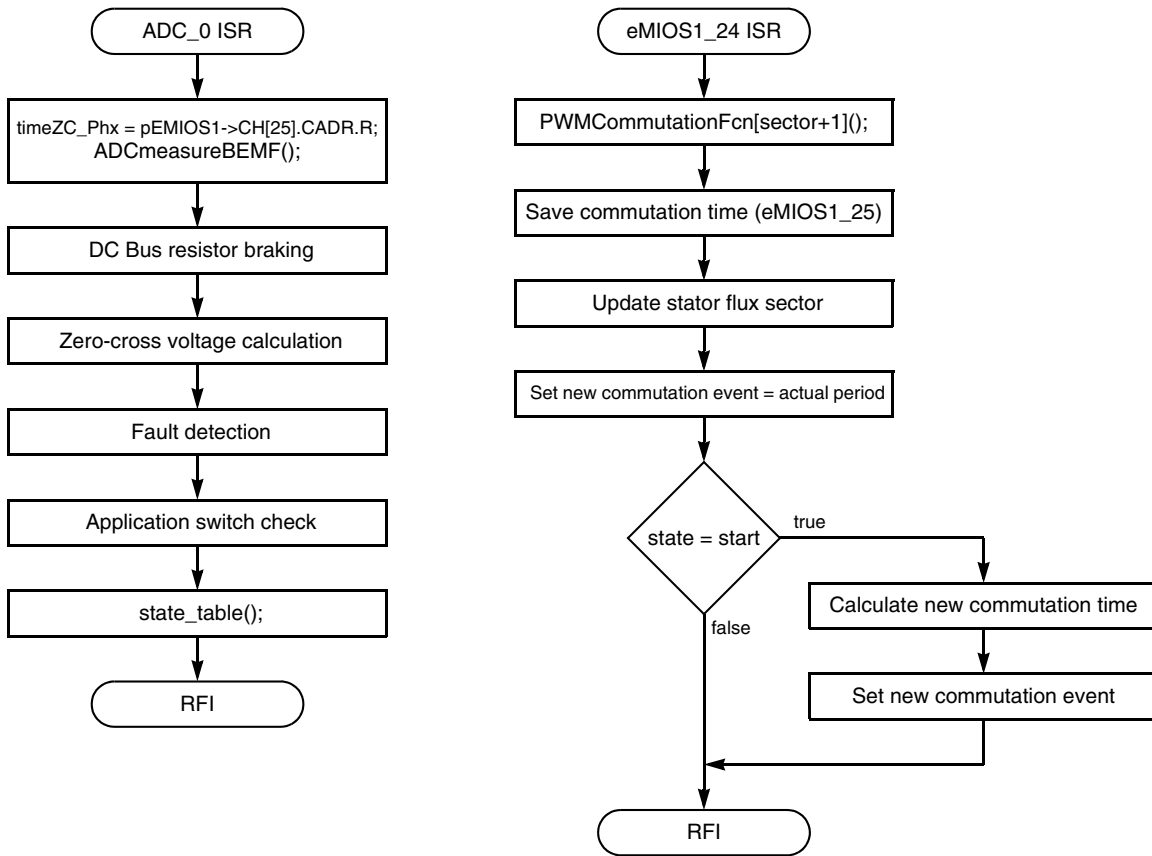 ADC_0 ISR
timeZC_Phx = pEMIOS1->CH[25].CADR.R;
ADCmeasureBEMF();
DC Bus resistor braking
Zero-cross voltage calculation
Fault detection
Application switch check
state_table();
RFI
eMIOS1_24 ISR
PWMCommutationFcn[sector+1]();
Save commutation time (eMIOS1_25)
Update stator flux sector
Set new commutation event = actual period
state = start
true
false
Calculate new commutation time
Set new commutation event
RFI